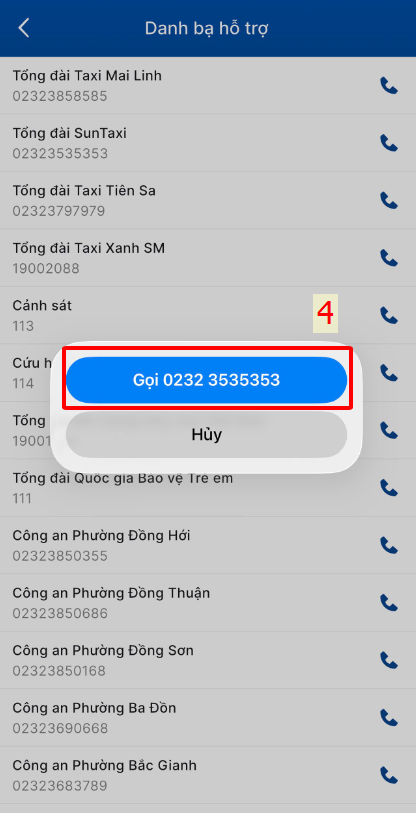 Danh bạ hỗ trợ
Tổng đài Taxi Mai Linh
02323858585
Tổng đài SunTaxi
02323535353
Tổng đài Taxi Tiên Sa
02323797979
Tổng đài Taxi Xanh SM
19002088
Cảnh sát
113
4
Cứu h
114
Gọi 0232 3535353
Tổng
1900
Hủy
Tổng đài Quốc gia Bảo vệ Trẻ em
111
Công an Phường Đồng Hới
02323850355
Công an Phường Đồng Thuận
02323850686
Công an Phường Đồng Sơn
02323850168
Công an Phường Ba Đồn
02323690668
Công an Phường Bắc Gianh
02323683789